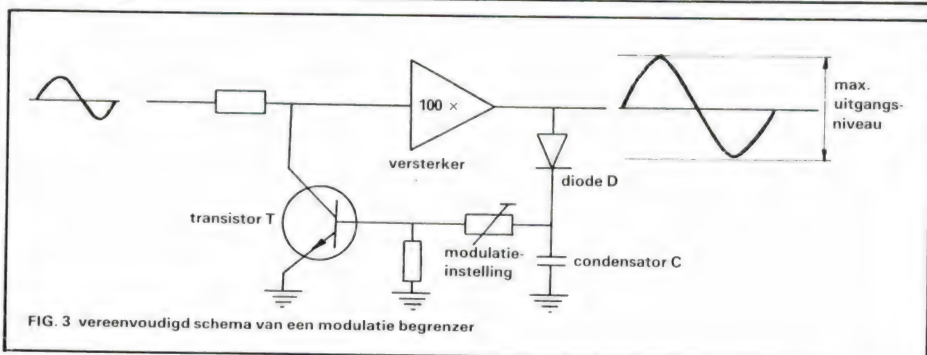 100 ×
versterker
max.
uitgangs-
niveau
diode D
transistor T
modulatie-
instelling
condensator C
FIG. 3 vereenvoudigd schema van een modulatie begrenzer